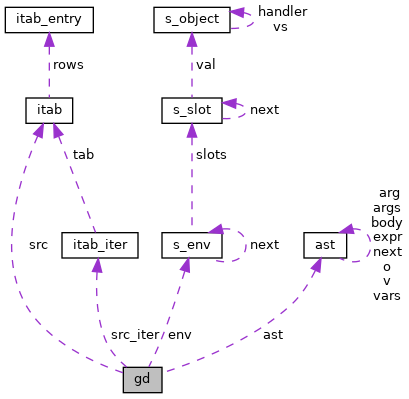 itab_entry
s_object
handler
vs
rows
val
itab
s_slot
next
tab
slots
arg
args
body
expr
next
o
v
vars
src
itab_iter
s_env
next
ast
src_iter
env
ast
gd